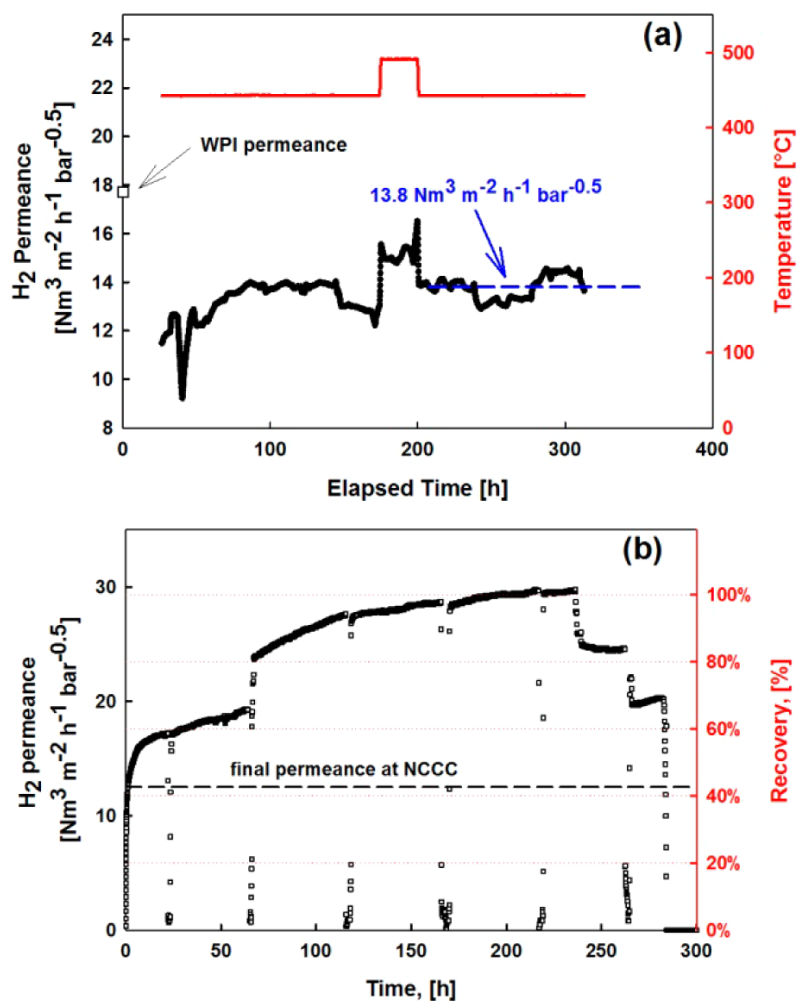 (a)
24
22
20
18
16
14
12
10
8
H2 Permeance
[Nm³ m⁻² h⁻¹ bar⁻⁰·⁵]
WPI permeance
13.8 Nm³ m⁻² h⁻¹ bar⁻⁰·⁵
500
400
300
200
100
0
Temperature [°C]
0 100 200 300 400
Elapsed Time [h]
(b)
30
20
10
0
H2 permeance
[Nm³ m⁻² h⁻¹ bar⁻⁰·⁵]
final permeance at NCCC
100%
80%
60%
40%
20%
0%
Recovery, [%]
0 50 100 150 200 250 300
Time, [h]